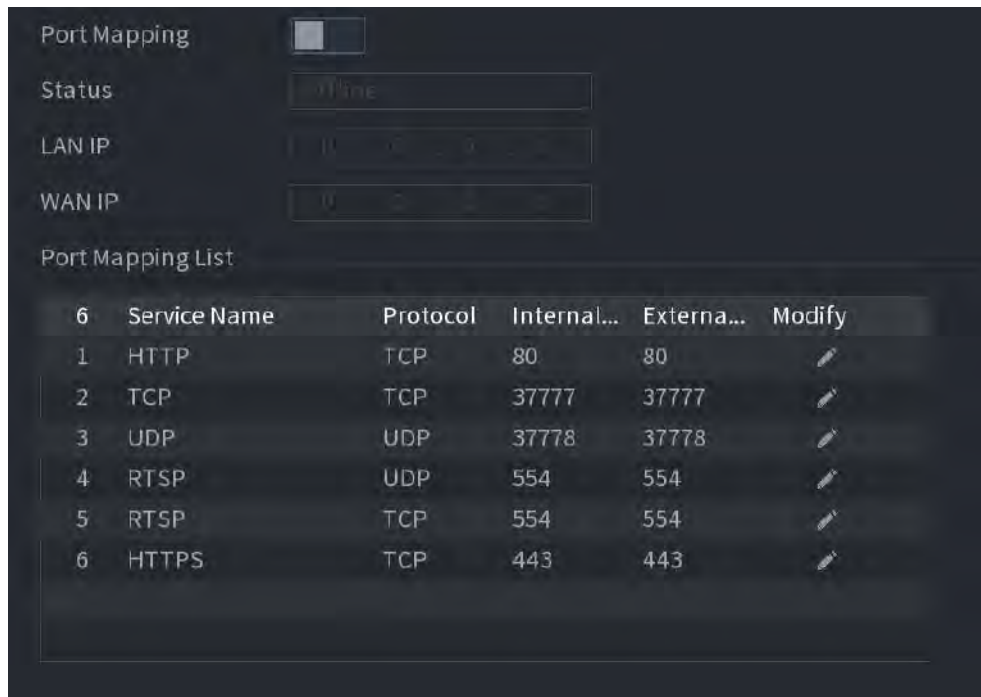 Port Mapping
Status
LAN IP
WAN IP
Port Mapping List
6 Service Name Protocol Internal... Externa... Modify
1 HTTP TCP 80 80
2 TCP TCP 37777 37777
3 UDP UDP 37778 37778
4 RTSP UDP 554 554
5 RTSP TCP 554 554
6 HTTPS TCP 443 443